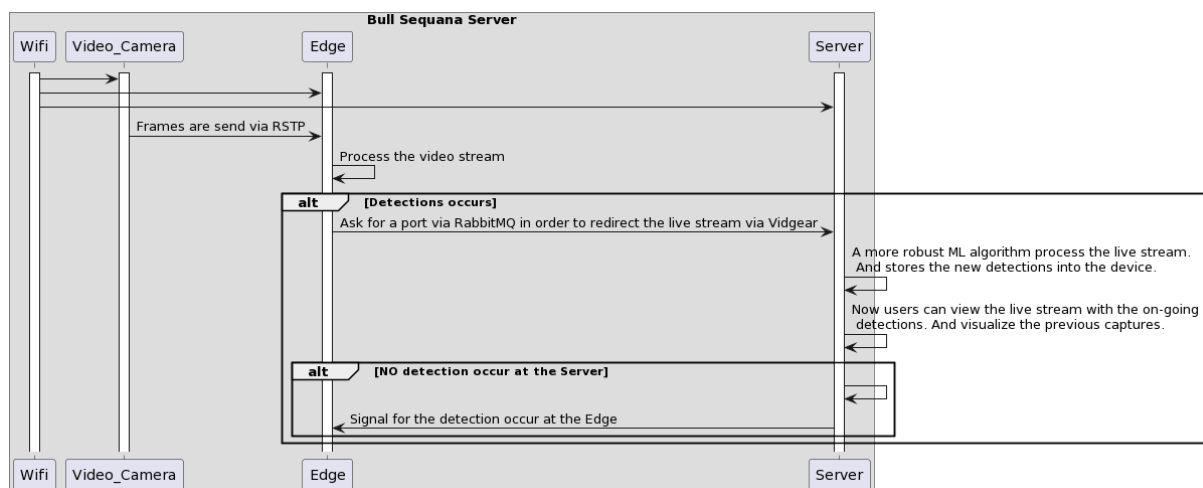 Bull Sequana Server
Wifi Video_Camera Edge Server
Frames are send via RSTP
Process the video stream
alt [Detections occurs]
Ask for a port via RabbitMQ in order to redirect the live stream via Vidgear
A more robust ML algorithm process the live stream.
And stores the new detections into the device.
Now users can view the live stream with the on-going
detections. And visualize the previous captures.
alt [NO detection occur at the Server]
Signal for the detection occur at the Edge
Wifi Video_Camera Edge Server